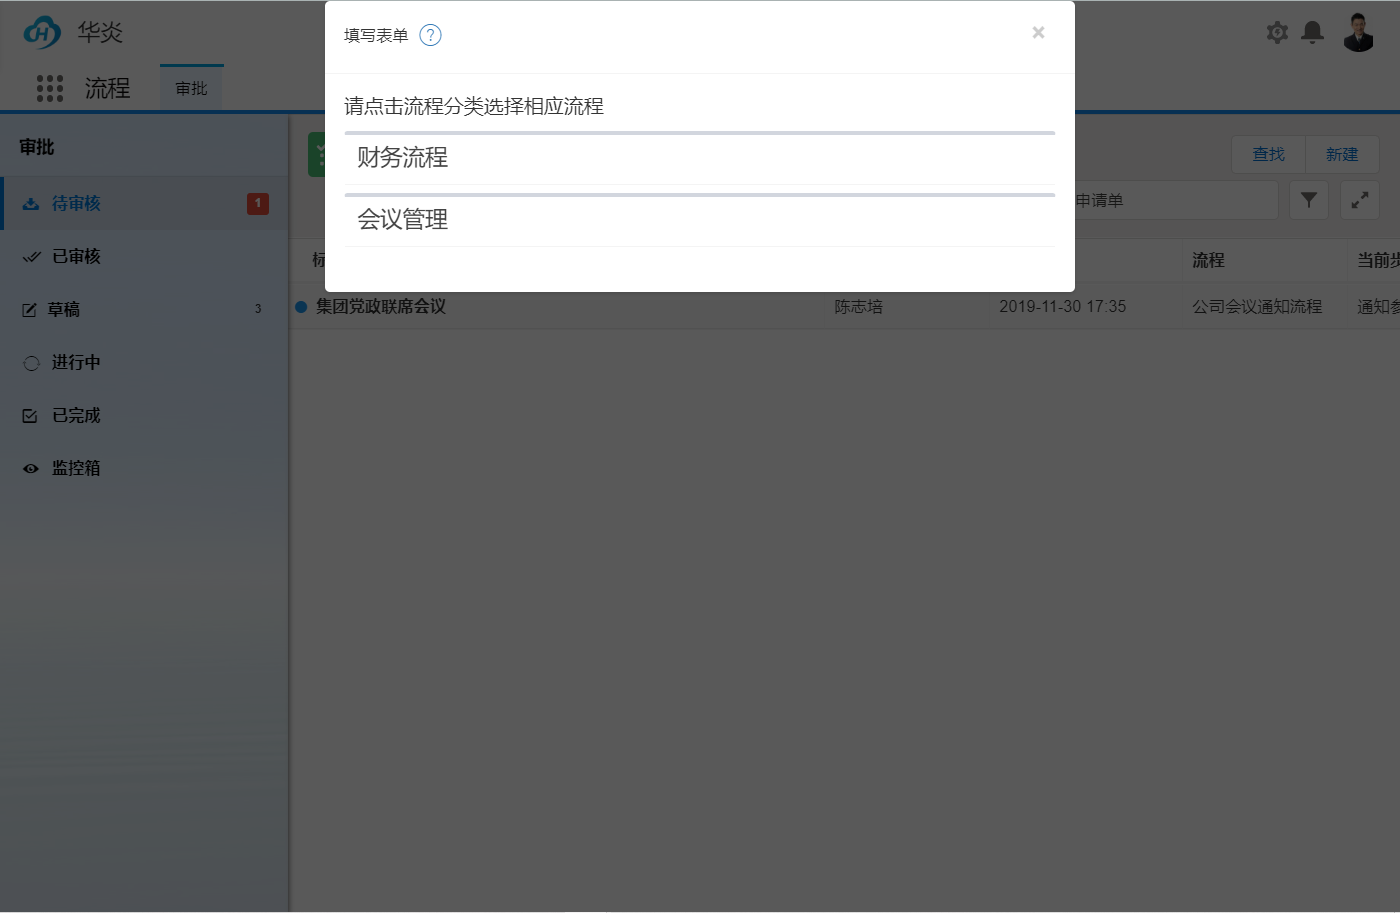 华炎
流程
审批
填写表单 ?
×
请点击流程分类选择相应流程
财务流程
会议管理
审批
待审核 1
已审核
草稿 3
进行中
已完成
监控箱
查找 新建
申请单
标 流程 当前步
集团党政联席会议 陈志培 2019-11-30 17:35 公司会议通知流程 通知参